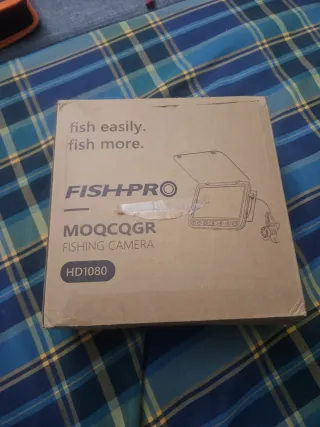 fish easily.
fish more.
FISHPRO
MOQCQGR
FISHING CAMERA
HD1080